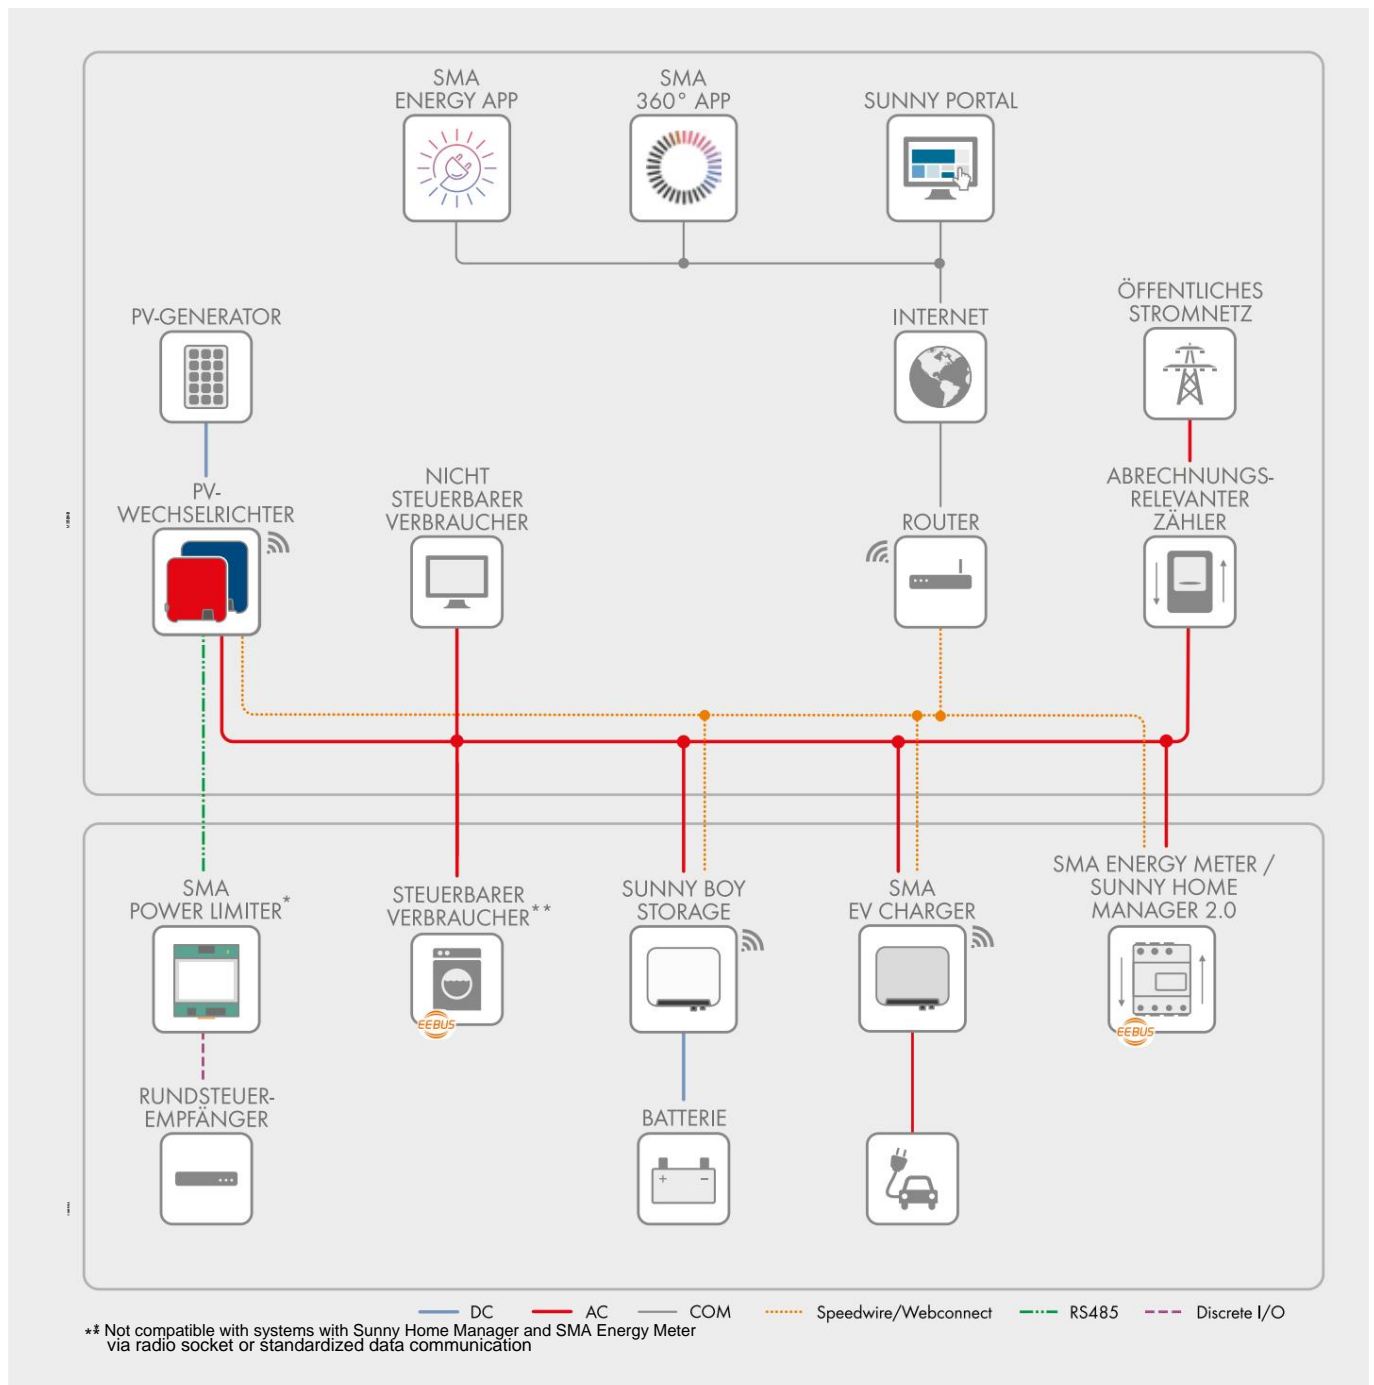 SMA
ENERGY APP
SMA
360° APP
SUNNY PORTAL
ÖFFENTLICHES
STROMNETZ
PV-GENERATOR
INTERNET
NICHT
STEUERBARER
VERBRAUCHER
ABRECHNUNGS-
RELEVANTER
ZÄHLER
PV-
WECHSELRICHTER
ROUTER
SMA ENERGY METER /
SUNNY HOME
MANAGER 2.0
SMA
POWER LIMITER*
STEUERBARER
VERBRAUCHER**
SUNNY BOY
STORAGE
SMA
EV CHARGER
EEBUS
EEBUS
RUNDSTEUER-
EMPFÄNGER
BATTERIE
+ −
DC
AC
COM
Speedwire/Webconnect
RS485
Discrete I/O
* Not compatible with systems with Sunny Home Manager and SMA Energy Meter
** via radio socket or standardized data communication